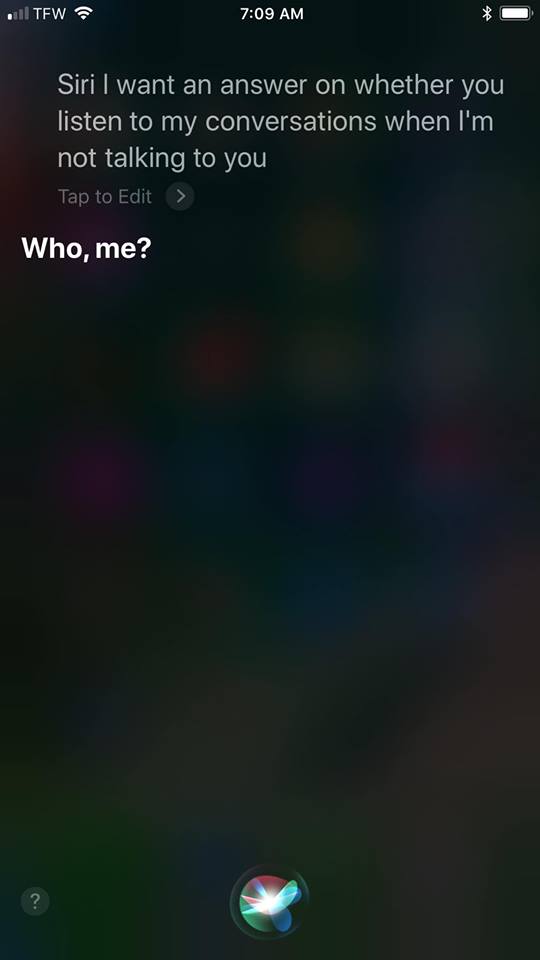 TFW 7:09 AM
Siri I want an answer on whether you
listen to my conversations when I'm
not talking to you
Tap to Edit
Who, me?
?